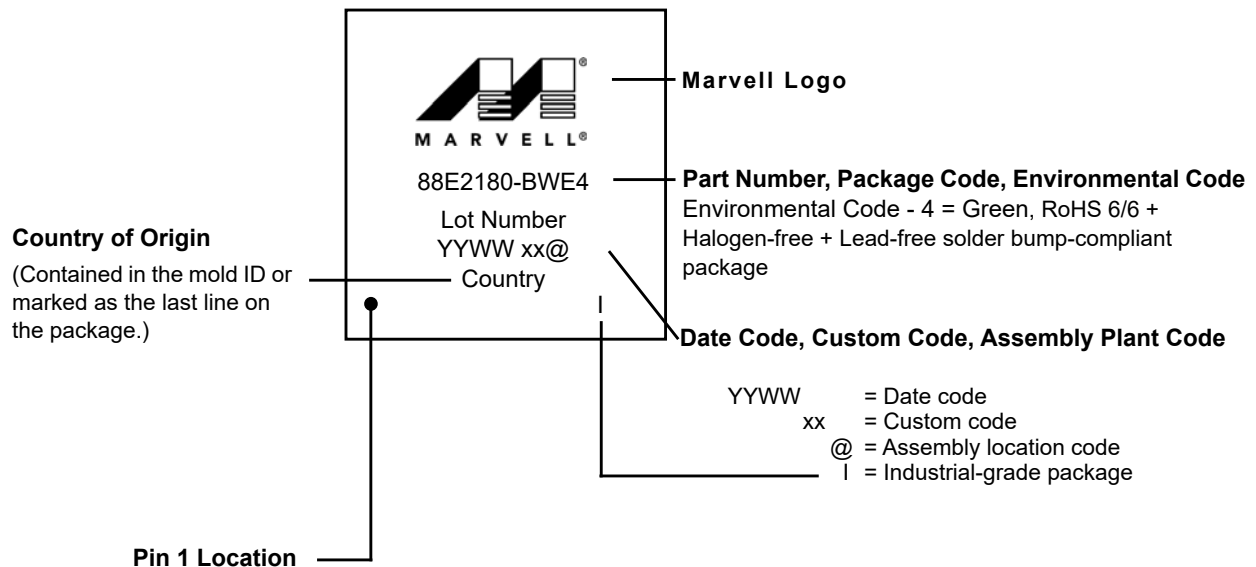 MARVELL®
®
88E2180-BWE4
Lot Number
YYWW xx@
Country
I
Marvell Logo
Part Number, Package Code, Environmental Code
Environmental Code - 4 = Green, RoHS 6/6 +
Halogen-free + Lead-free solder bump-compliant
package
Country of Origin
(Contained in the mold ID or
marked as the last line on
the package.)
Date Code, Custom Code, Assembly Plant Code
YYWW = Date code
xx = Custom code
@ = Assembly location code
I = Industrial-grade package
Pin 1 Location